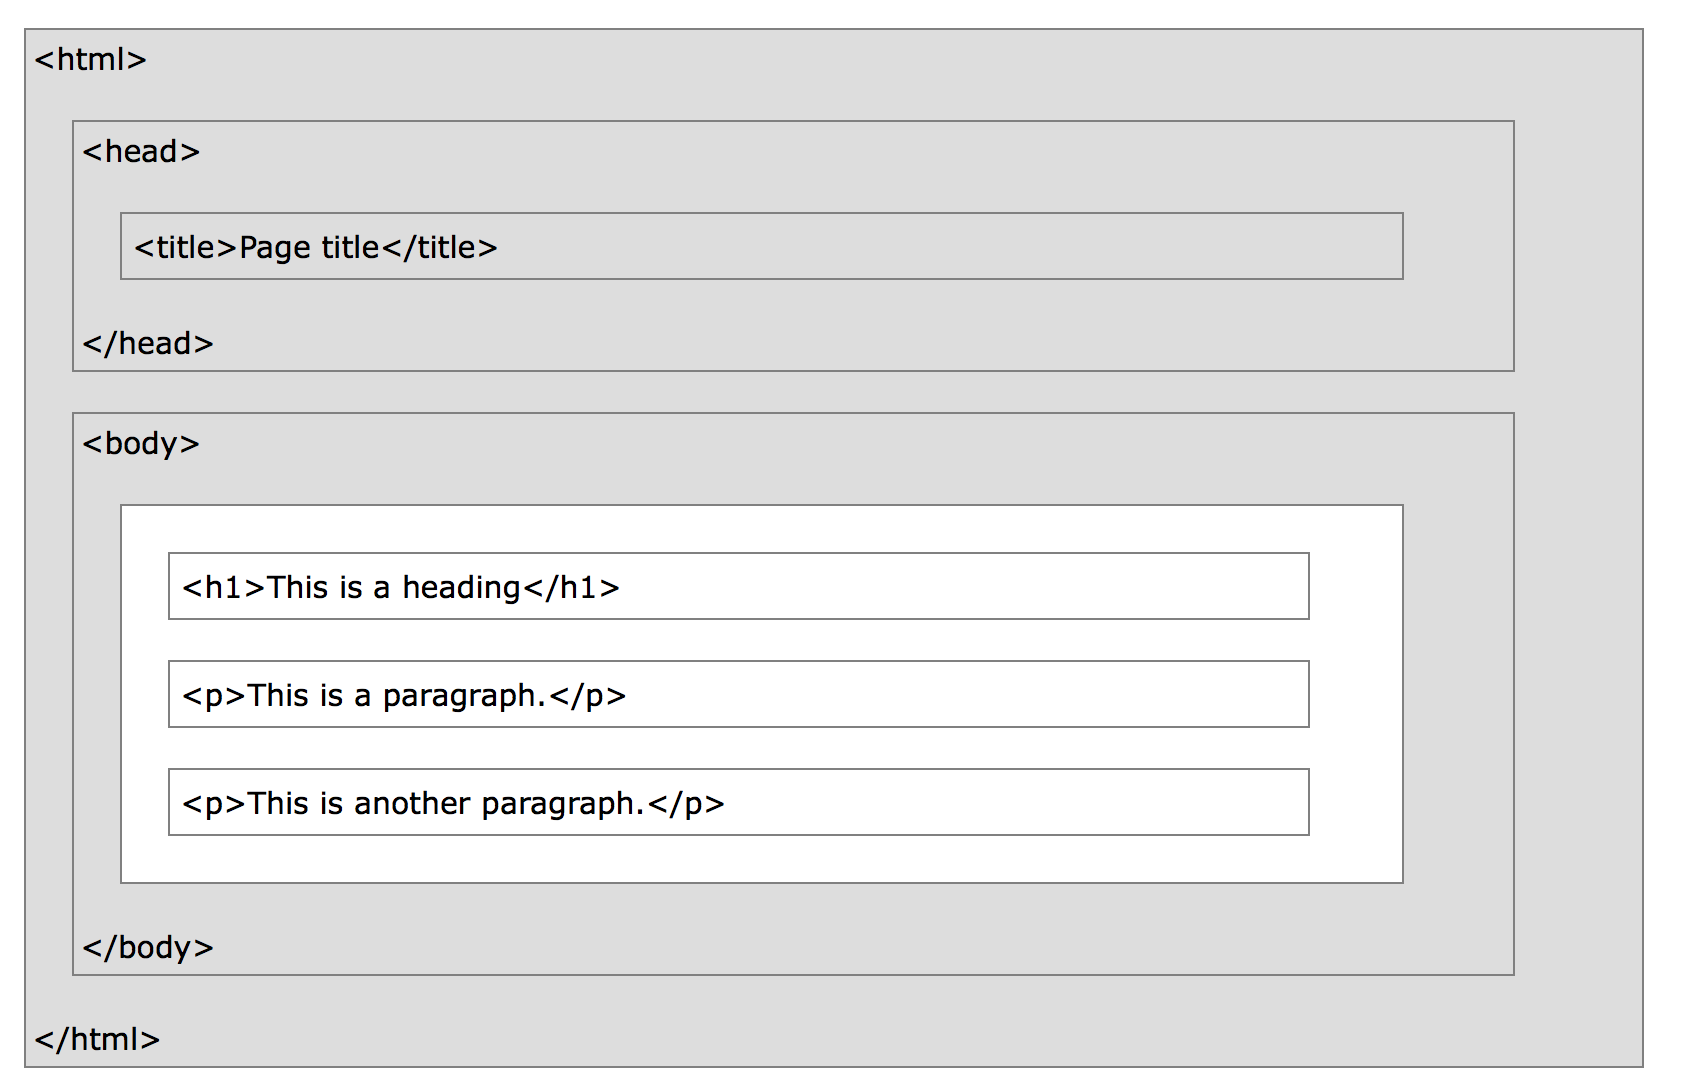 <html>
<head>
<title>Page title</title>
</head>
<body>
<h1>This is a heading</h1>
<p>This is a paragraph.</p>
<p>This is another paragraph.</p>
</body>
</html>